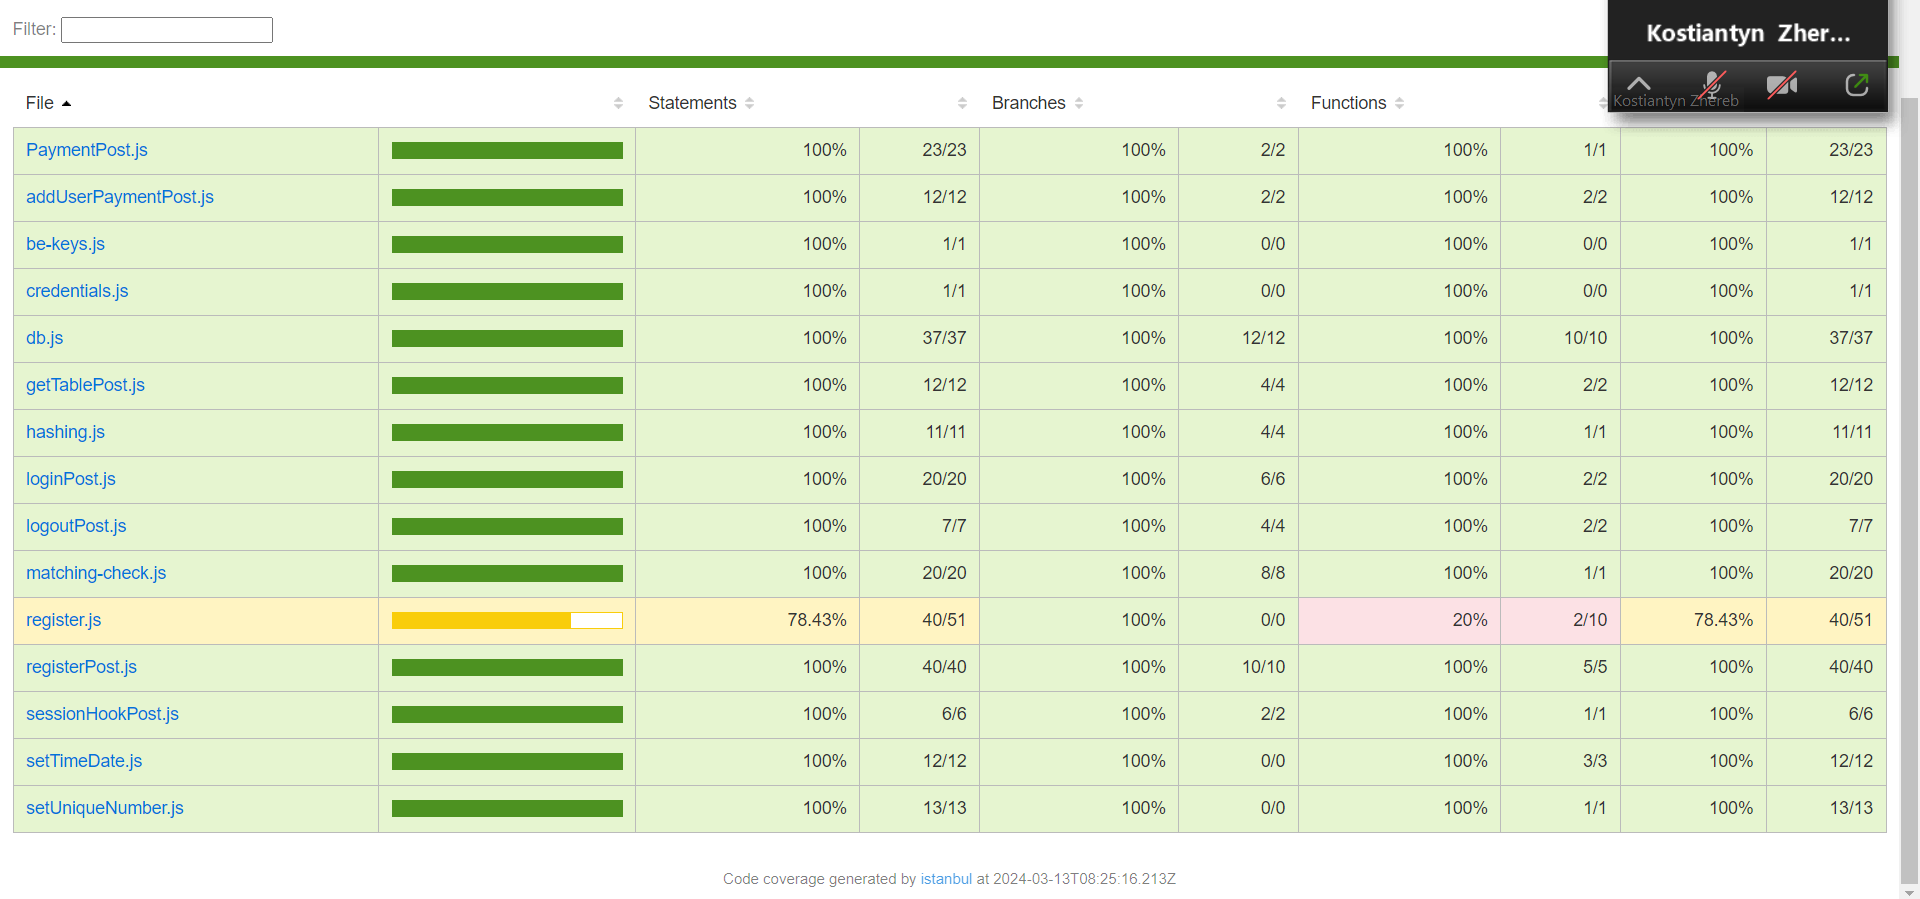 Filter:
Kostiantyn Zher...
Kostiantyn Zhereb
File Statements Branches Functions
PaymentPost.js 100% 23/23 100% 2/2 100% 1/1 100% 23/23
addUserPaymentPost.js 100% 12/12 100% 2/2 100% 2/2 100% 12/12
be-keys.js 100% 1/1 100% 0/0 100% 0/0 100% 1/1
credentials.js 100% 1/1 100% 0/0 100% 0/0 100% 1/1
db.js 100% 37/37 100% 12/12 100% 10/10 100% 37/37
getTablePost.js 100% 12/12 100% 4/4 100% 2/2 100% 12/12
hashing.js 100% 11/11 100% 4/4 100% 1/1 100% 11/11
loginPost.js 100% 20/20 100% 6/6 100% 2/2 100% 20/20
logoutPost.js 100% 7/7 100% 4/4 100% 2/2 100% 7/7
matching-check.js 100% 20/20 100% 8/8 100% 1/1 100% 20/20
register.js 78.43% 40/51 100% 0/0 20% 2/10 78.43% 40/51
registerPost.js 100% 40/40 100% 10/10 100% 5/5 100% 40/40
sessionHookPost.js 100% 6/6 100% 2/2 100% 1/1 100% 6/6
setTimeDate.js 100% 12/12 100% 0/0 100% 3/3 100% 12/12
setUniqueNumber.js 100% 13/13 100% 0/0 100% 1/1 100% 13/13
Code coverage generated by istanbul at 2024-03-13T08:25:16.213Z